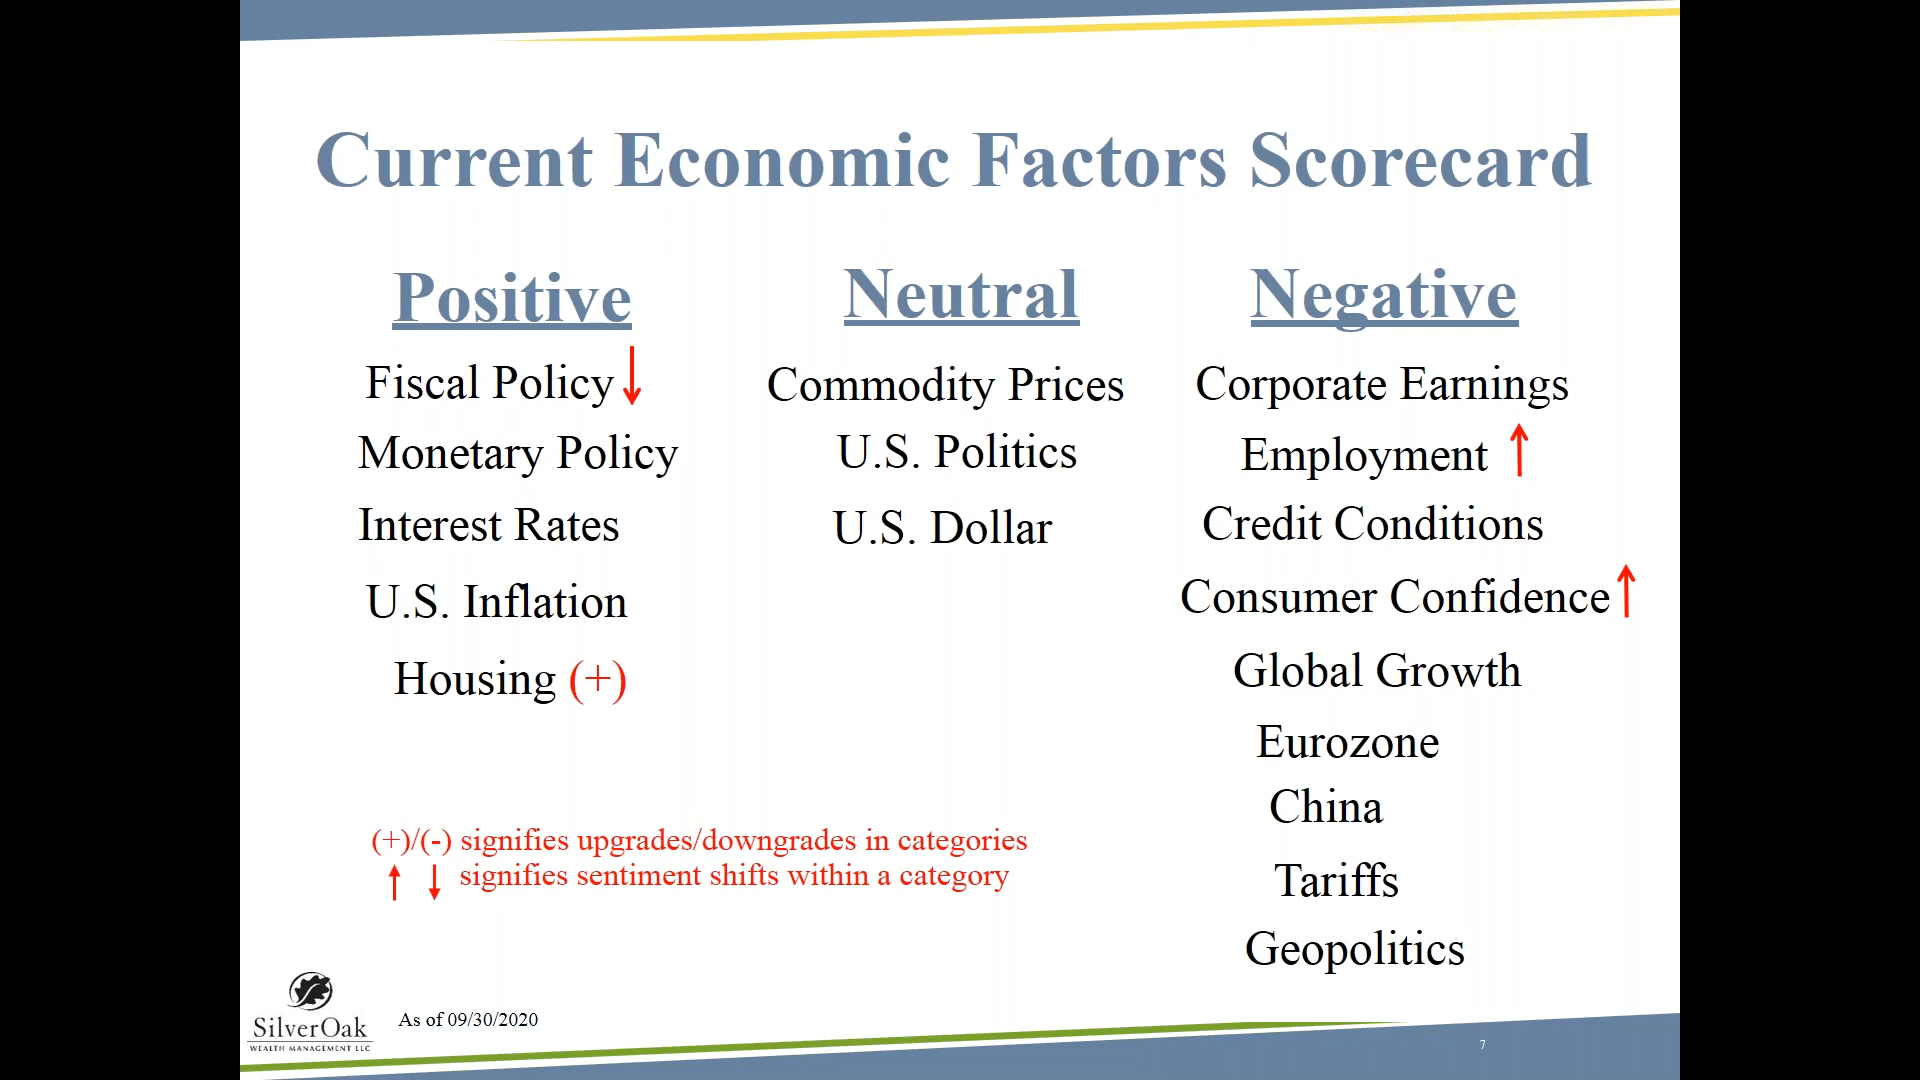 Current Economic Factors Scorecard
Positive
Fiscal Policy ↓
Monetary Policy
Interest Rates
U.S. Inflation
Housing (+)
Neutral
Commodity Prices
U.S. Politics
U.S. Dollar
Negative
Corporate Earnings
Employment ↑
Credit Conditions
Consumer Confidence ↑
Global Growth
Eurozone
China
Tariffs
Geopolitics
(+)/(-) signifies upgrades/downgrades in categories
↑ ↓ signifies sentiment shifts within a category
SilverOak
WEALTH MANAGEMENT LLC
As of 09/30/2020
7